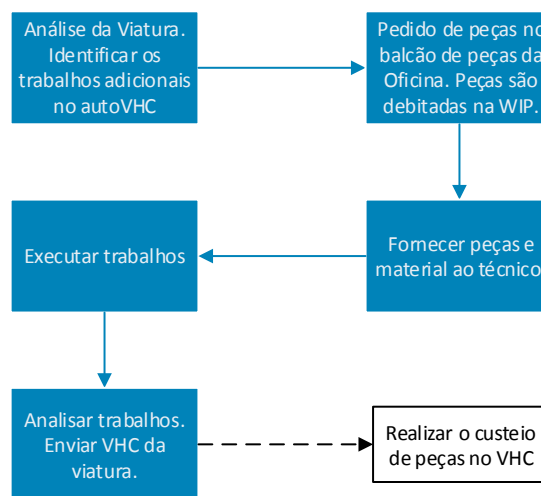 Análise da Viatura.
Identificar os
trabalhos adicionais
no autoVHC
Pedido de peças no
balcão de peças da
Oficina. Peças são
debitadas na WIP.
Executar trabalhos
Fornecer peças e
material ao técnico
Analisar trabalhos.
Enviar VHC da
viatura.
Realizar o custeio
de peças no VHC